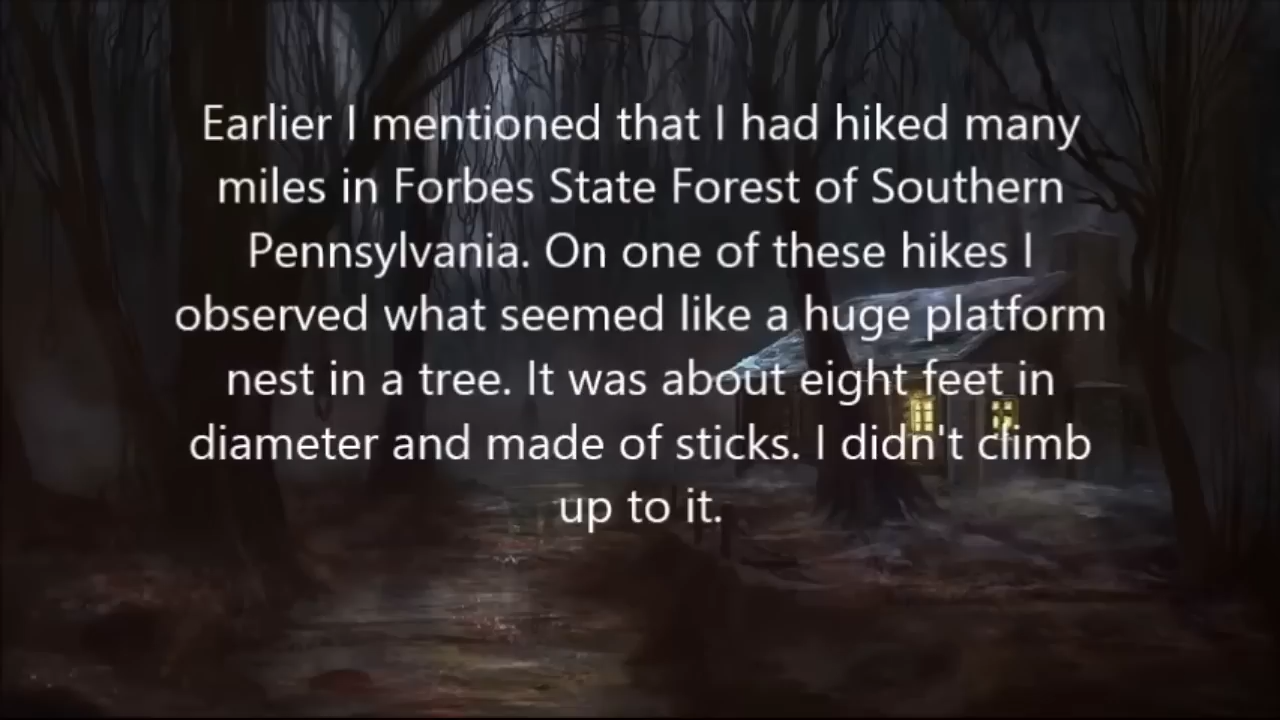 Earlier I mentioned that I had hiked many
miles in Forbes State Forest of Southern
Pennsylvania. On one of these hikes I
observed what seemed like a huge platform
nest in a tree. It was about eight feet in
diameter and made of sticks. I didn't climb
up to it.